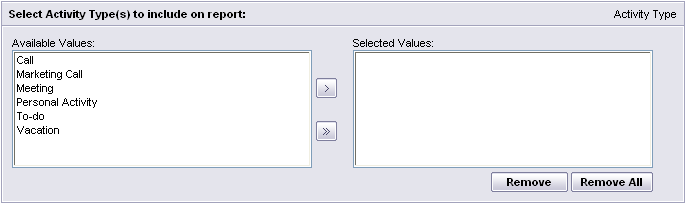 Select Activity Type(s) to include on report: Activity Type
Available Values: Selected Values:
Call
Marketing Call
Meeting
Personal Activity
To-do
Vacation
>
»
Remove Remove All